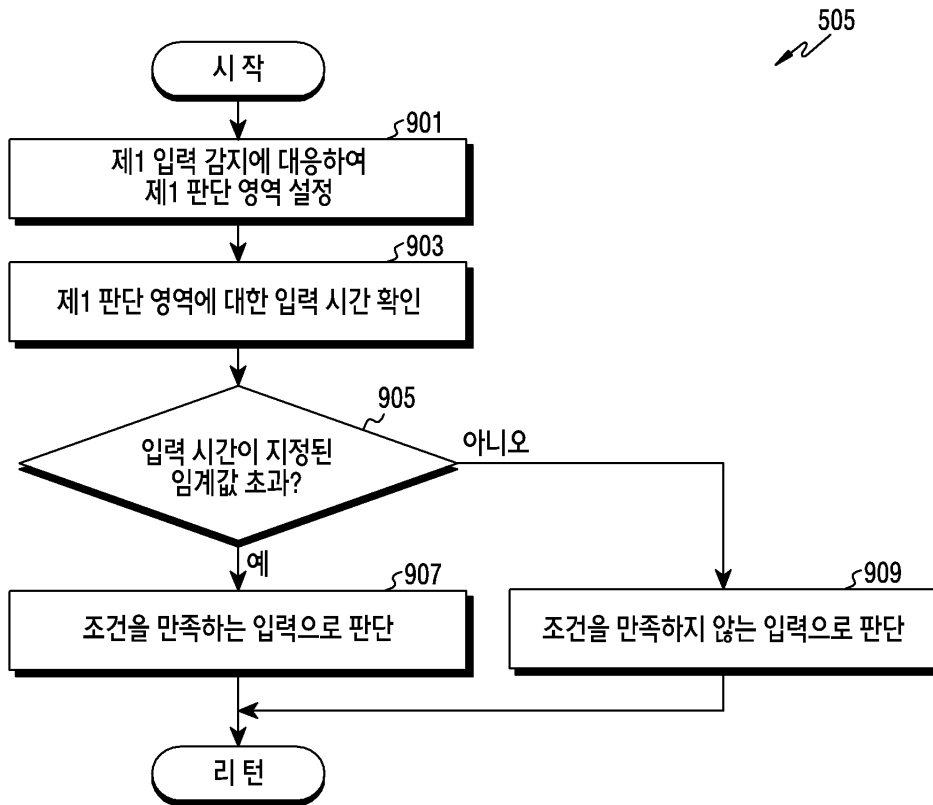 505
시 작
901
제1 입력 감지에 대응하여
제1 판단 영역 설정
903
제1 판단 영역에 대한 입력 시간 확인
905
입력 시간이 지정된
임계값 초과?
아니오
예
907
조건을 만족하는 입력으로 판단
909
조건을 만족하지 않는 입력으로 판단
리 턴